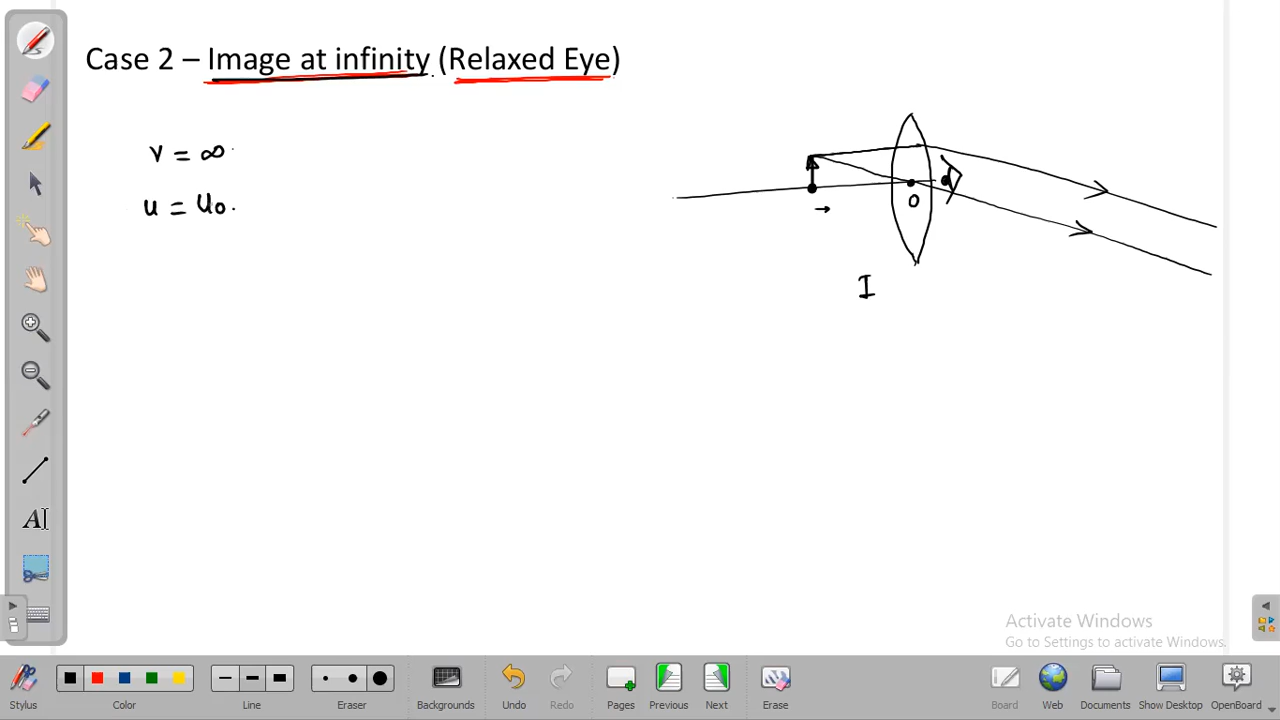 Case 2 – Image at infinity (Relaxed Eye)
v = ∞
u = u₀
O
I
Activate Windows
Go to Settings to activate Windows.
Stylus
Color
Line
Eraser
Backgrounds
Undo
Redo
Pages
Previous
Next
Erase
Board
Web
Documents
Show Desktop
OpenBoard